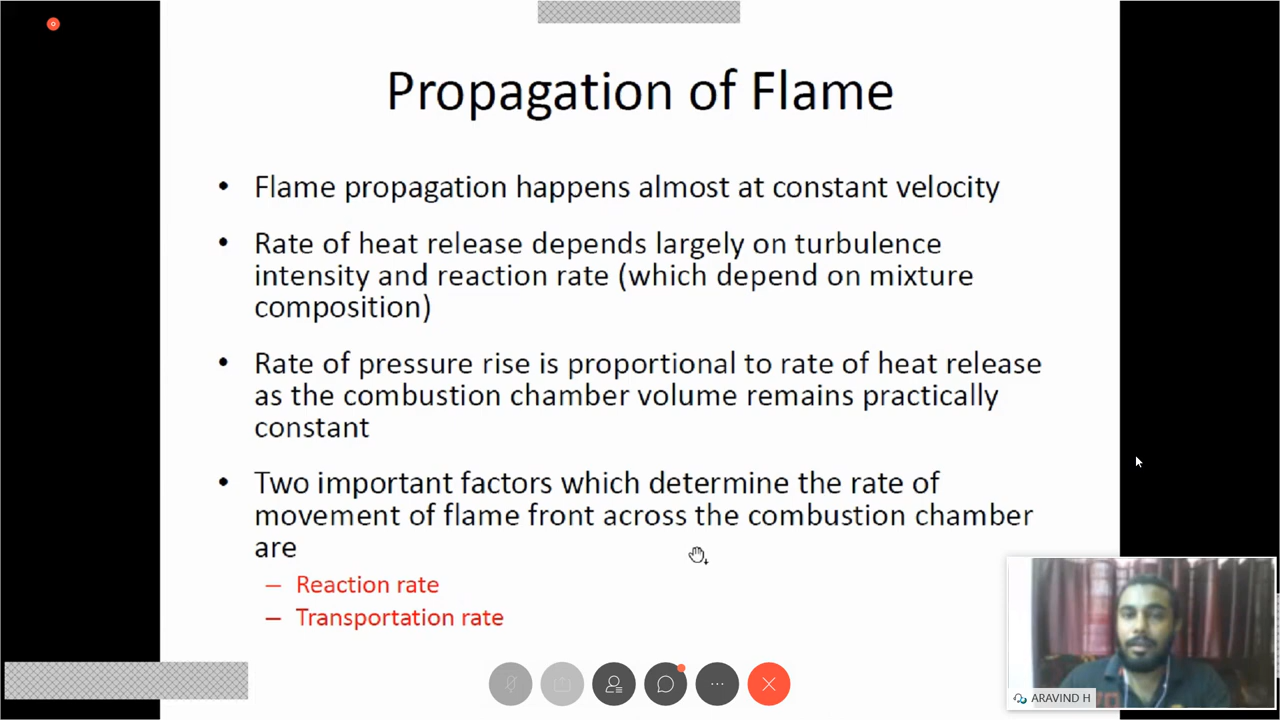 Propagation of Flame
• Flame propagation happens almost at constant velocity
• Rate of heat release depends largely on turbulence
intensity and reaction rate (which depend on mixture
composition)
• Rate of pressure rise is proportional to rate of heat release
as the combustion chamber volume remains practically
constant
• Two important factors which determine the rate of
movement of flame front across the combustion chamber
are
– Reaction rate
– Transportation rate
ARAVIND H